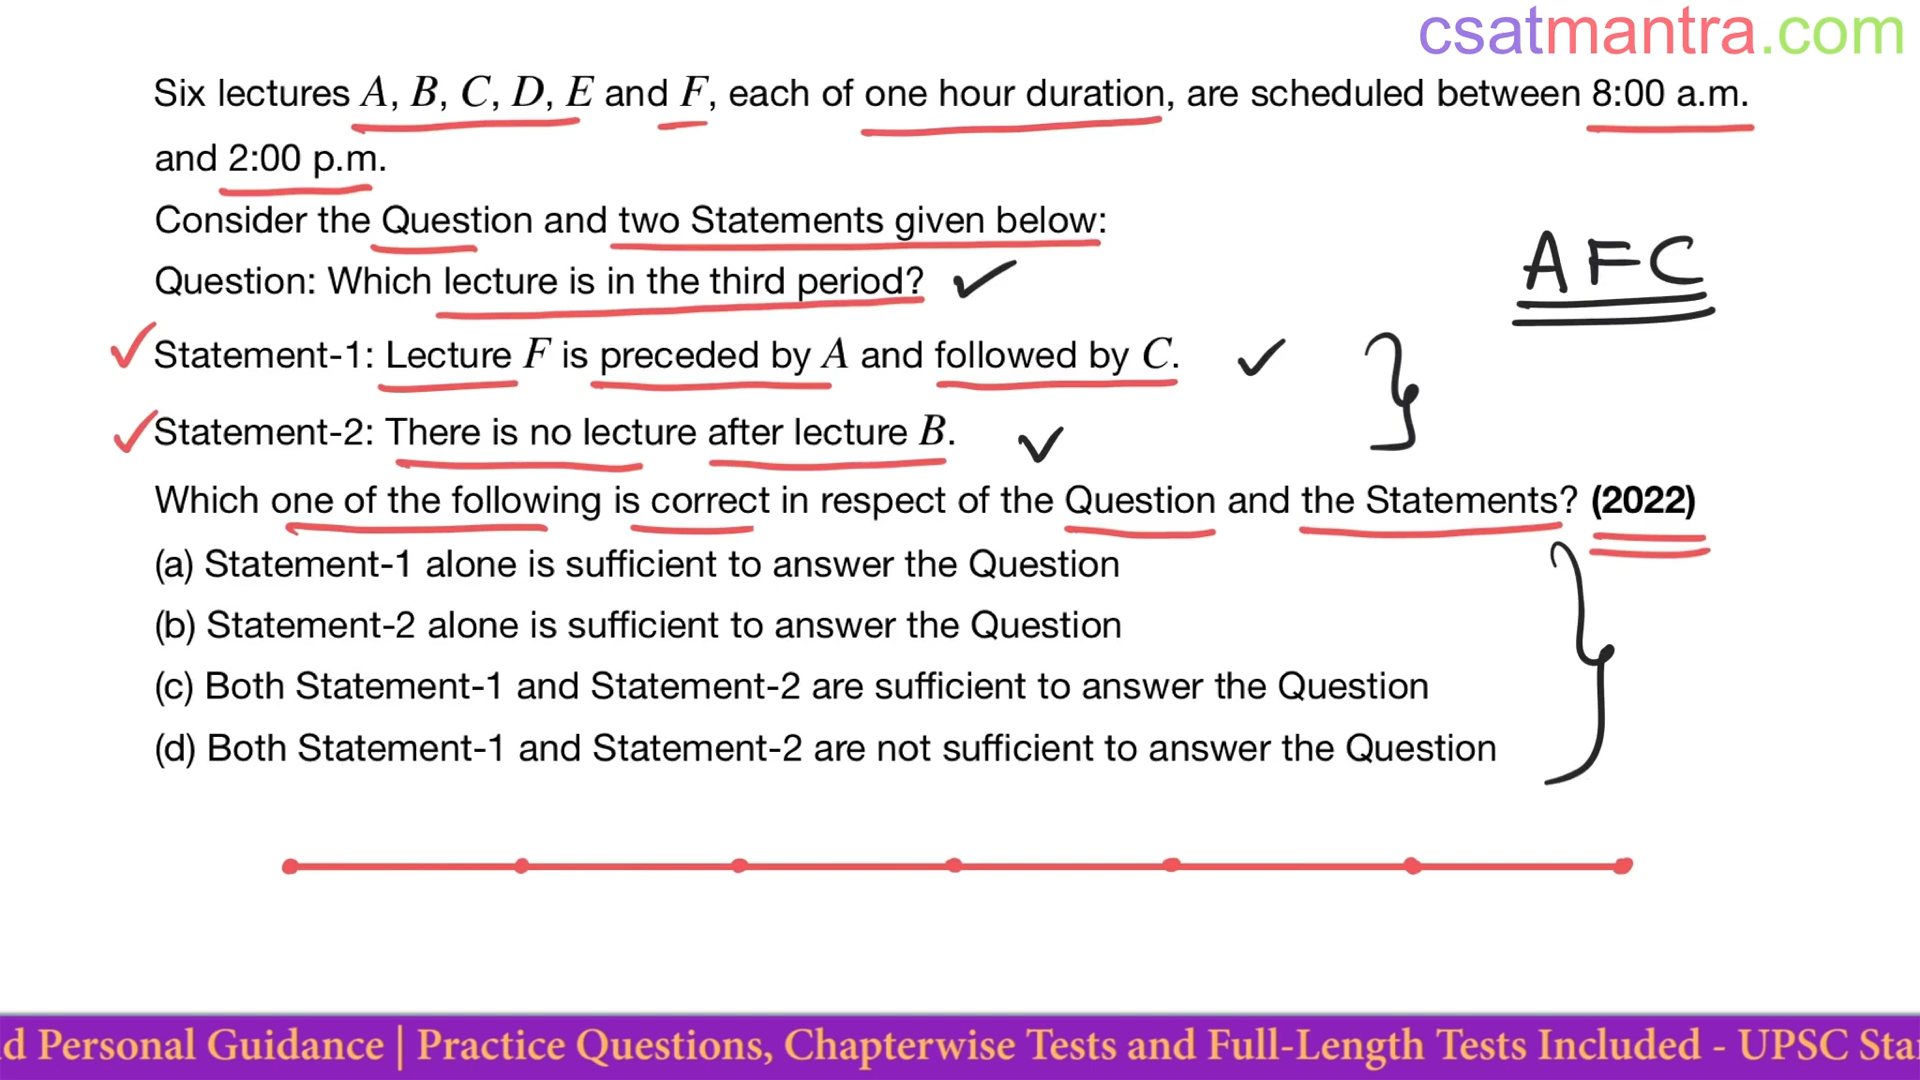 csatmantra.com
Six lectures A, B, C, D, E and F, each of one hour duration, are scheduled between 8:00 a.m.
and 2:00 p.m.
Consider the Question and two Statements given below:
Question: Which lecture is in the third period?
AFC
Statement-1: Lecture F is preceded by A and followed by C.
Statement-2: There is no lecture after lecture B.
Which one of the following is correct in respect of the Question and the Statements? (2022)
(a) Statement-1 alone is sufficient to answer the Question
(b) Statement-2 alone is sufficient to answer the Question
(c) Both Statement-1 and Statement-2 are sufficient to answer the Question
(d) Both Statement-1 and Statement-2 are not sufficient to answer the Question
d Personal Guidance | Practice Questions, Chapterwise Tests and Full-Length Tests Included - UPSC Sta